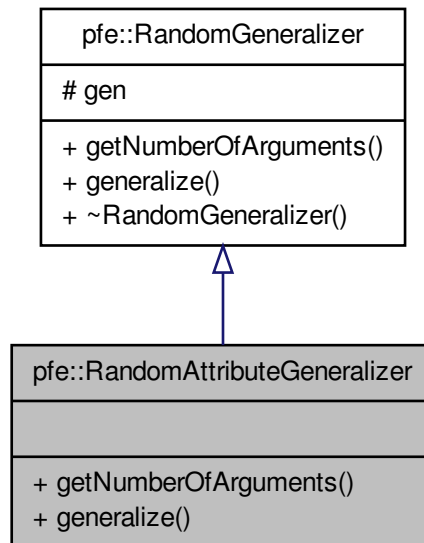 pfe::RandomGeneralizer
# gen
+ getNumberOfArguments()
+ generalize()
+ ~RandomGeneralizer()
pfe::RandomAttributeGeneralizer
+ getNumberOfArguments()
+ generalize()